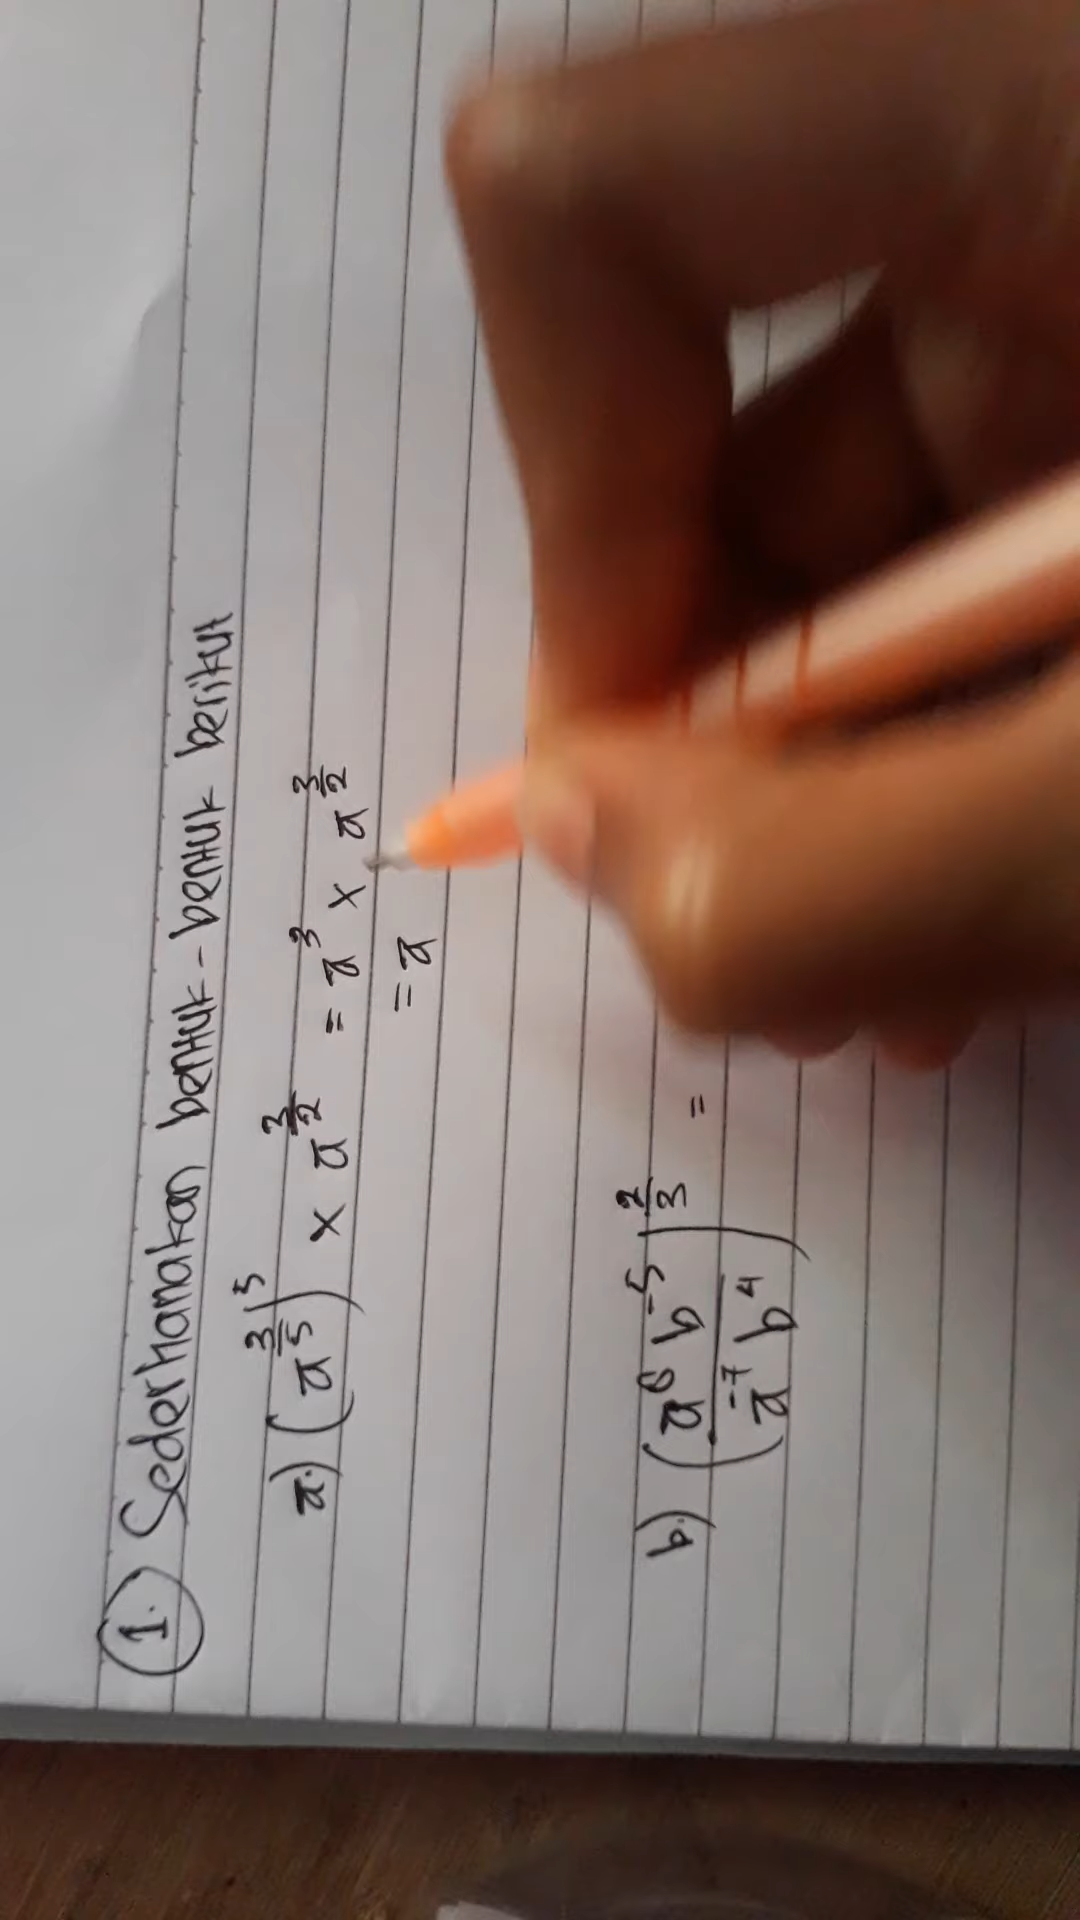 1. Sederhanakan bentuk-bentuk berikut
a.) (a^(3/5))^5 × a^(3/2) = a^3 × a^(3/2)
= a
b.) (a^6 b^-5 / a^-7 b^4)^(2/3) =